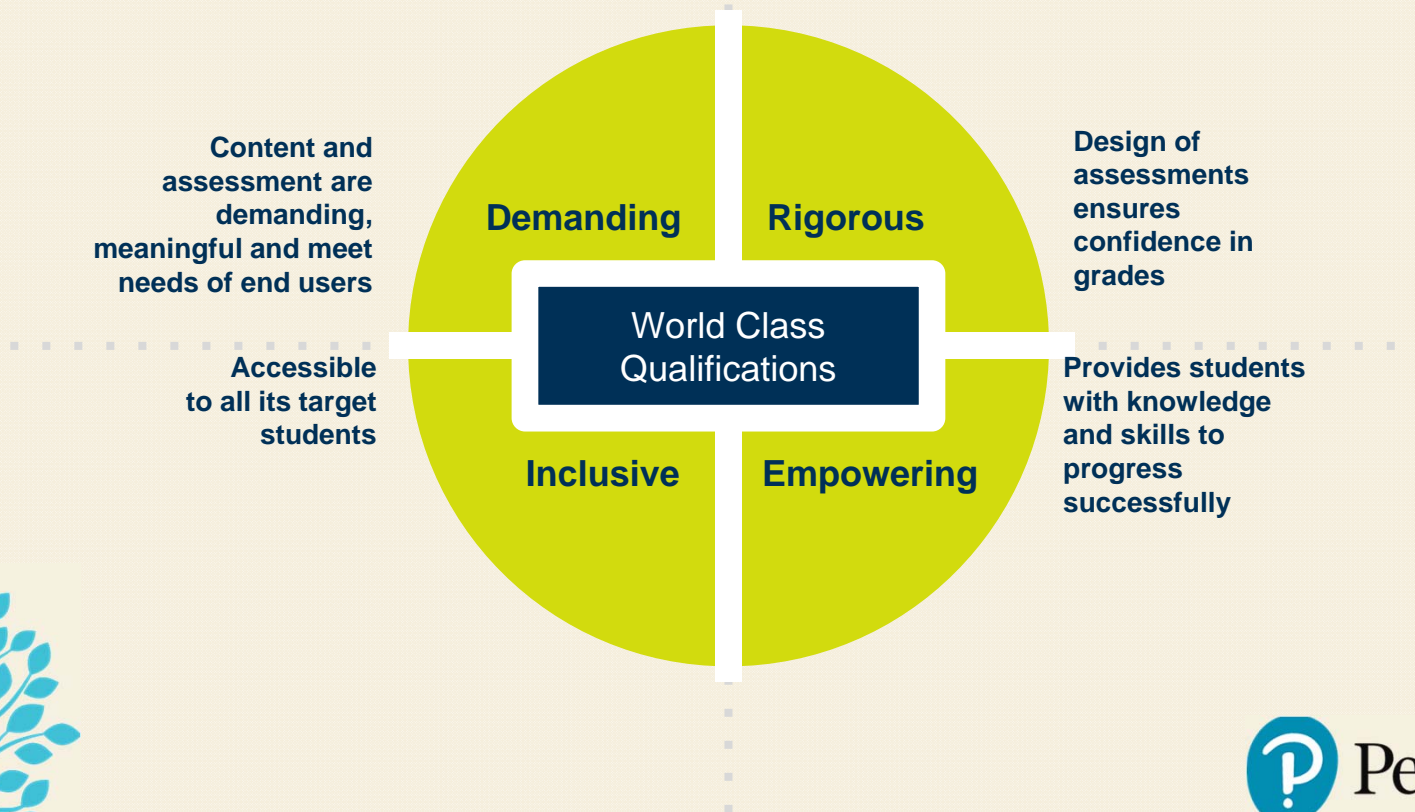 Content and
assessment are
demanding,
meaningful and meet
needs of end users
Demanding
Rigorous
Design of
assessments
ensures
confidence in
grades
World Class
Qualifications
Accessible
to all its target
students
Inclusive
Empowering
Provides students
with knowledge
and skills to
progress
successfully